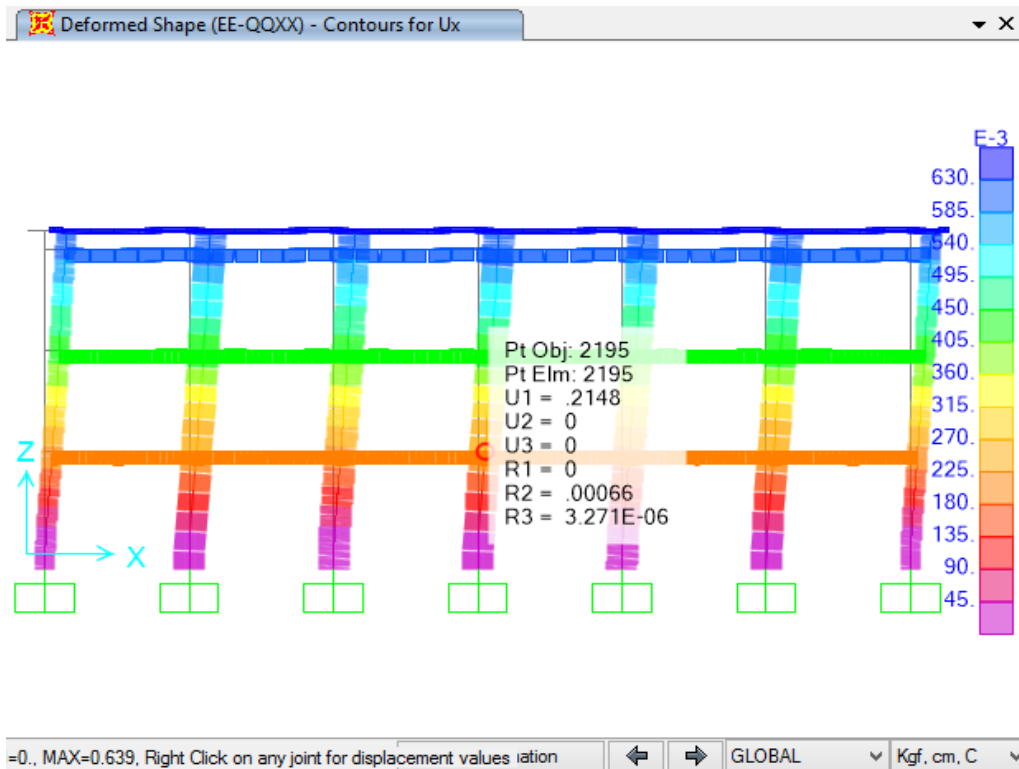 Deformed Shape (EE-QQXX) - Contours for Ux
E-3
630.
585.
540.
495.
450.
405.
360.
315.
270.
225.
180.
135.
90.
45.
Pt Obj: 2195
Pt Elm: 2195
U1 = .2148
U2 = 0
U3 = 0
R1 = 0
R2 = .00066
R3 = 3.271E-06
Z
X
=0., MAX=0.639, Right Click on any joint for displacement values
GLOBAL
Kgf, cm, C